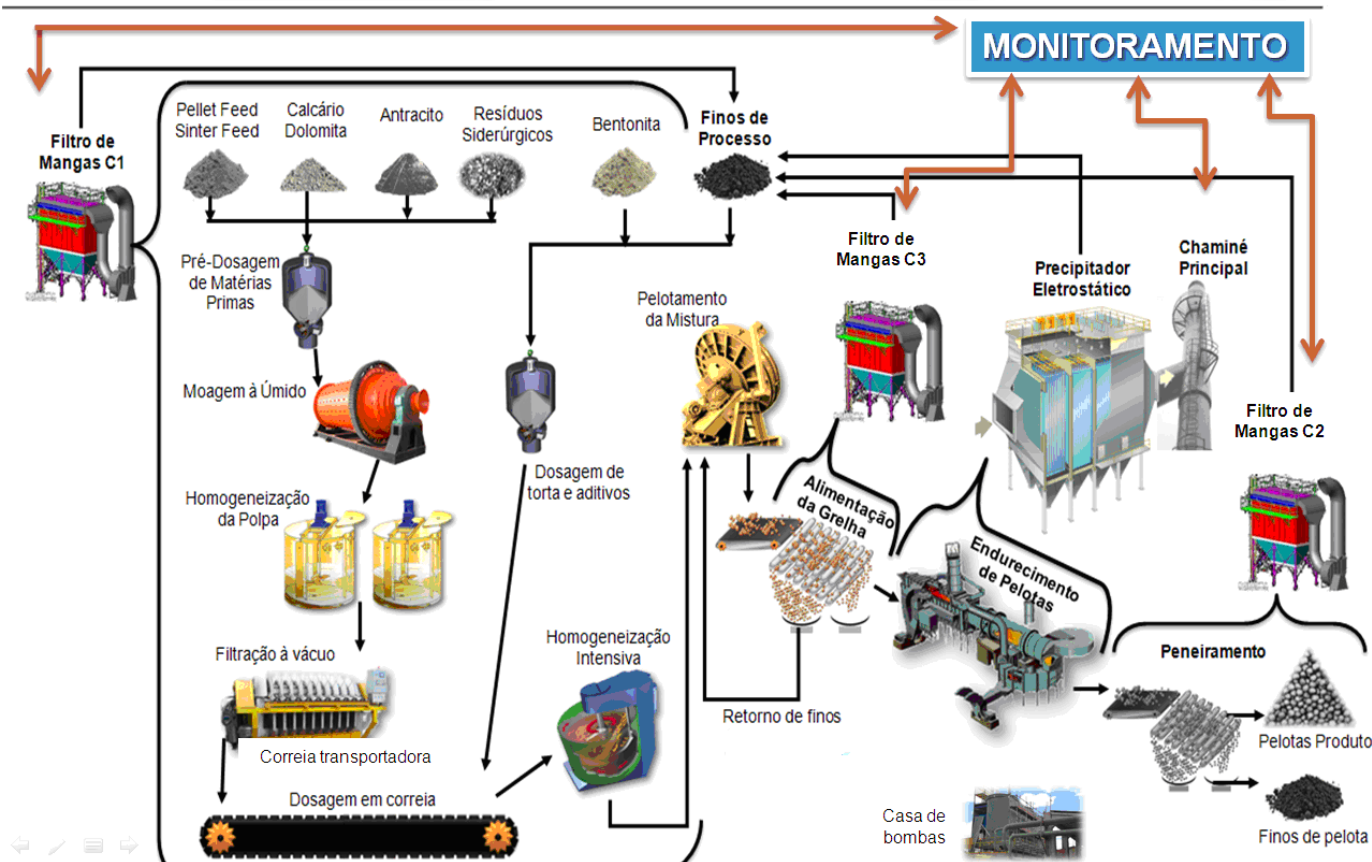 MONITORAMENTO
Filtro de
Mangas C1
Pellet Feed
Sinter Feed
Calcário
Dolomita
Antracito
Resíduos
Siderúrgicos
Bentonita
Finos de
Processo
Pré-Dosagem
de Matérias
Primas
Pelotamento
da Mistura
Filtro de
Mangas C3
Precipitador
Eletrostático
Chaminé
Principal
Moagem à Úmido
Filtro de
Mangas C2
Dosagem de
torta e aditivos
Homogeneização
da Polpa
Alimentação
da Grelha
Endurecimento
de Pelotas
Homogeneização
Intensiva
Filtração à vácuo
Peneiramento
Retorno de finos
Pelotas Produto
Correia transportadora
Dosagem em correia
Casa de
bombas
Finos de pelota